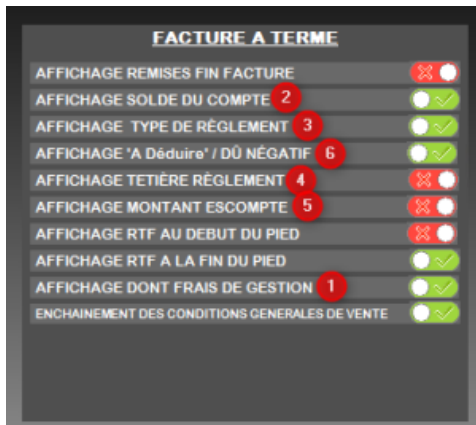 FACTURE A TERME
AFFICHAGE REMISES FIN FACTURE
AFFICHAGE SOLDE DU COMPTE 2
AFFICHAGE TYPE DE RÈGLEMENT 3
AFFICHAGE 'A Déduire' / DÛ NÉGATIF 6
AFFICHAGE TETIÈRE RÈGLEMENT 4
AFFICHAGE MONTANT ESCOMPTE 5
AFFICHAGE RTF AU DEBUT DU PIED
AFFICHAGE RTF A LA FIN DU PIED
AFFICHAGE DONT FRAIS DE GESTION 1
ENCHAINEMENT DES CONDITIONS GENERALES DE VENTE